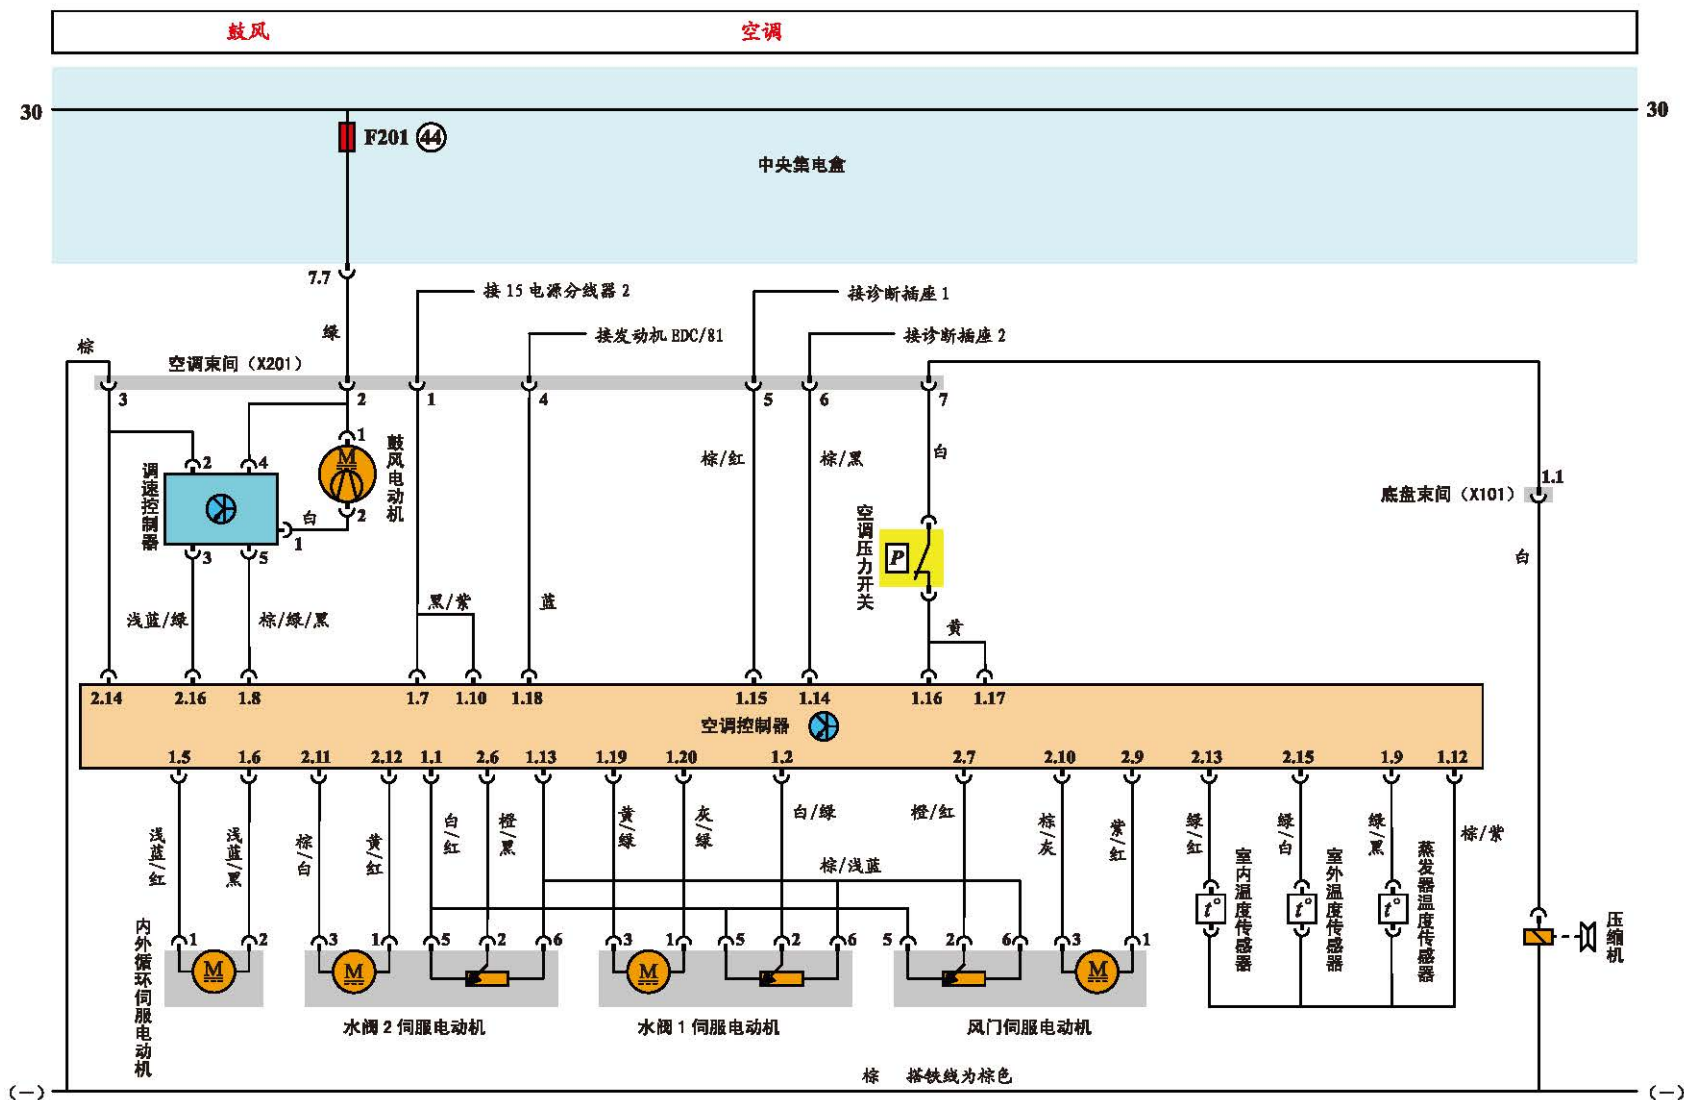 鼓风 空调
30 30
F201 44
中央集电盒
7.7
接 15 电源分线器 2
接诊断插座 1
绿
接发动机 EDC/81
接诊断插座 2
棕
空调束间（X201）
3 2 1 4 5 6 7
1
鼓风电动机
2 4
调速控制器
2
白
1
3 5
棕/红
棕/黑
白
1.1
底盘束间（X101）
空调压力开关
P
白
浅蓝/绿
棕/绿/黑
黑/紫
蓝
黄
2.14 2.16 1.8 1.7 1.10 1.18 1.15 1.14 1.16 1.17
空调控制器
1.5 1.6 2.11 2.12 1.1 2.6 1.13 1.19 1.20 1.2 2.7 2.10 2.9 2.13 2.15 1.9 1.12
浅蓝/红
浅蓝/黑
棕/白
黄/红
白/红
橙/黑
黄/绿
灰/绿
白/绿
橙/红
棕/灰
紫/红
绿/红
绿/白
绿/黑
棕/紫
棕/浅蓝
室内温度传感器
室外温度传感器
蒸发器温度传感器
t° t° t°
压缩机
1 2 3 1 5 2 6 3 1 5 2 6 5 2 6 3 1
M M M M M
内外循环伺服电动机
水阀 2 伺服电动机
水阀 1 伺服电动机
风门伺服电动机
棕 搭铁线为棕色
（—） （—）